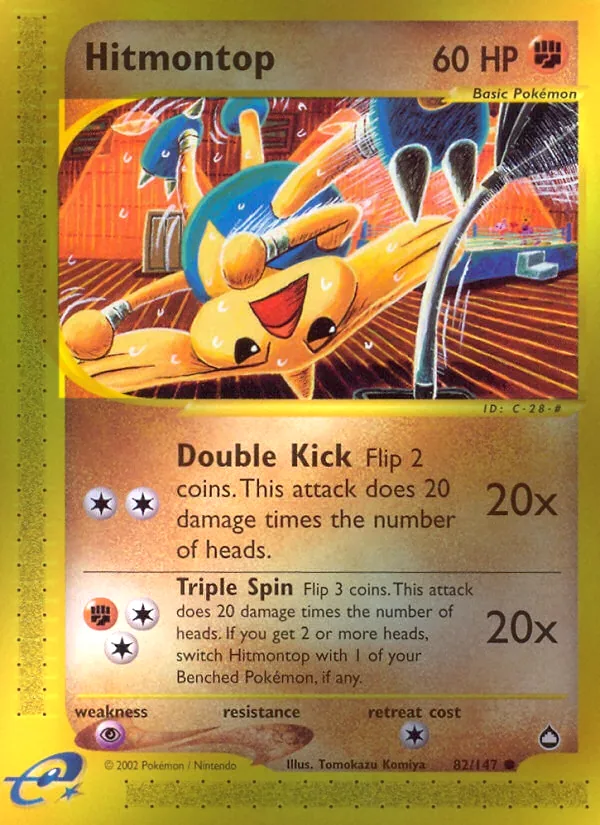 Hitmontop 60 HP
Basic Pokémon
ID: C-28-#
Double Kick Flip 2
coins. This attack does 20
damage times the number
of heads.
20x
Triple Spin Flip 3 coins. This attack
does 20 damage times the number of
heads. If you get 2 or more heads,
switch Hitmontop with 1 of your
Benched Pokémon, if any.
20x
weakness resistance retreat cost
© 2002 Pokémon / Nintendo Illus. Tomokazu Komiya 82/147
e